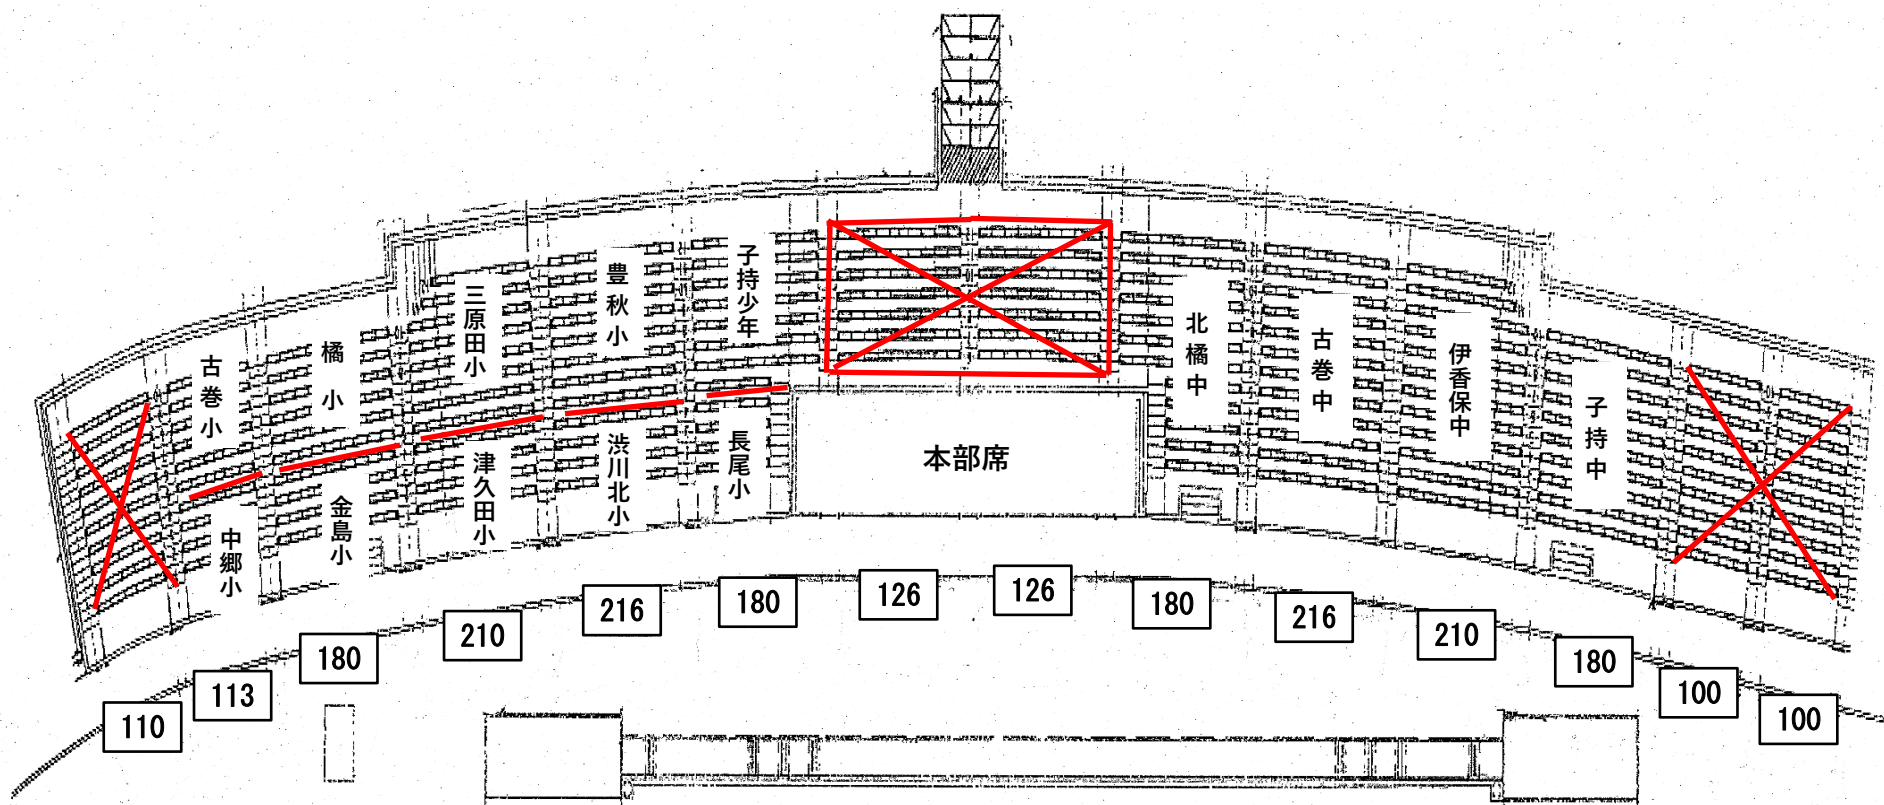 子持少年
豊秋小
三原田小
橘小
古巻小
北橘中
古巻中
伊香保中
子持中
長尾小
渋川北小
津久田小
金島小
中郷小
本部席
110
113
180
210
216
180
126
126
180
216
210
180
100
100